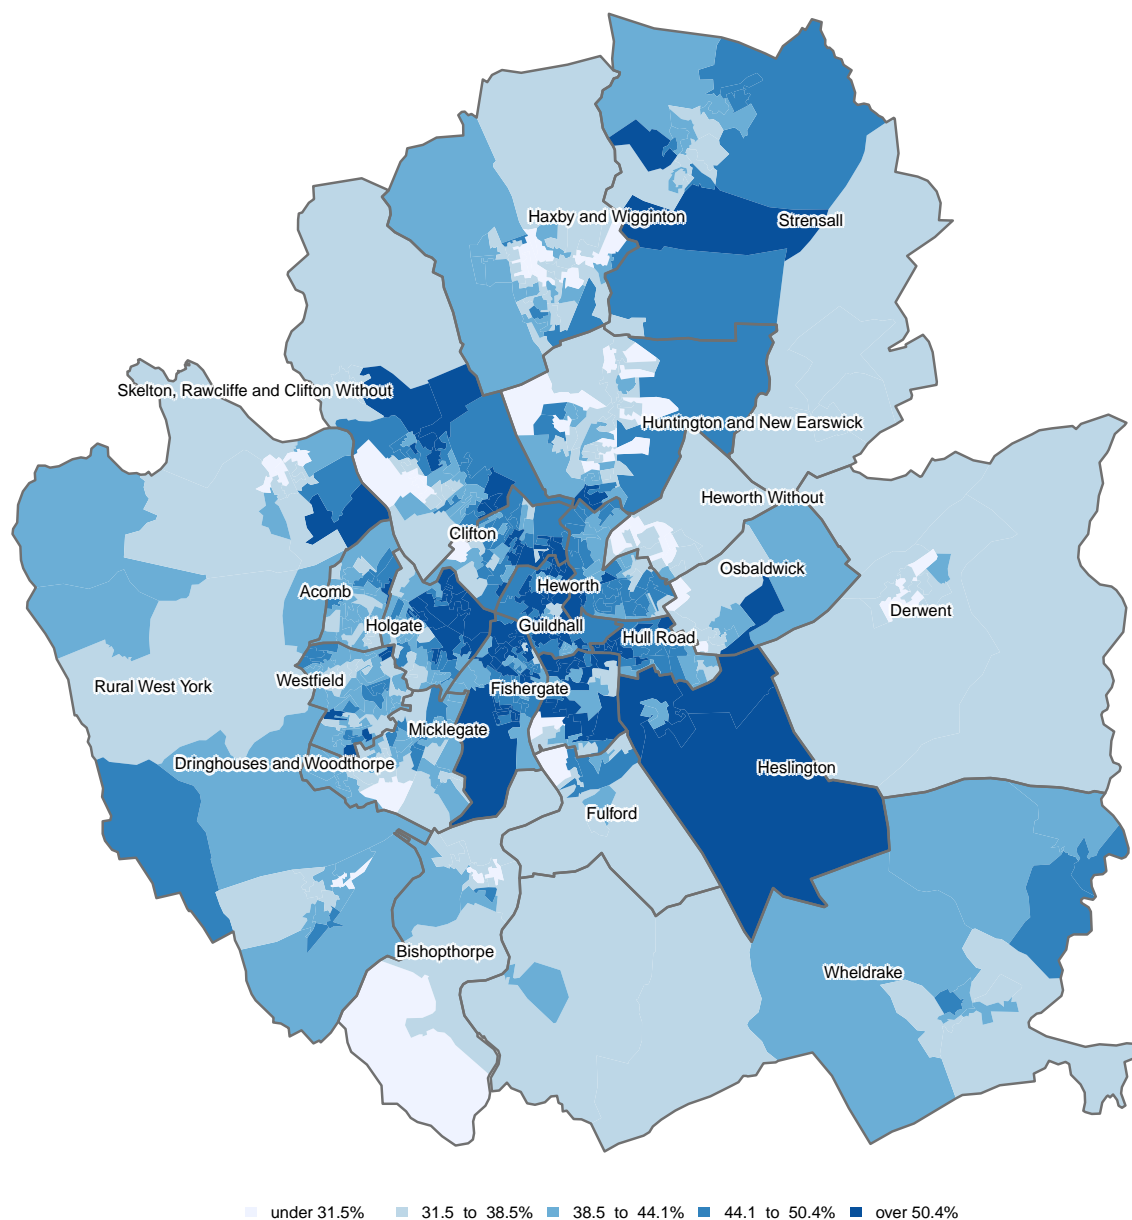 Haxby and Wigginton
Strensall
Skelton, Rawcliffe and Clifton Without
Huntington and New Earswick
Heworth Without
Clifton
Osbaldwick
Heworth
Acomb
Derwent
Holgate
Guildhall
Hull Road
Westfield
Rural West York
Fishergate
Micklegate
Dringhouses and Woodthorpe
Heslington
Fulford
Bishopthorpe
Wheldrake
under 31.5% 31.5 to 38.5% 38.5 to 44.1% 44.1 to 50.4% over 50.4%